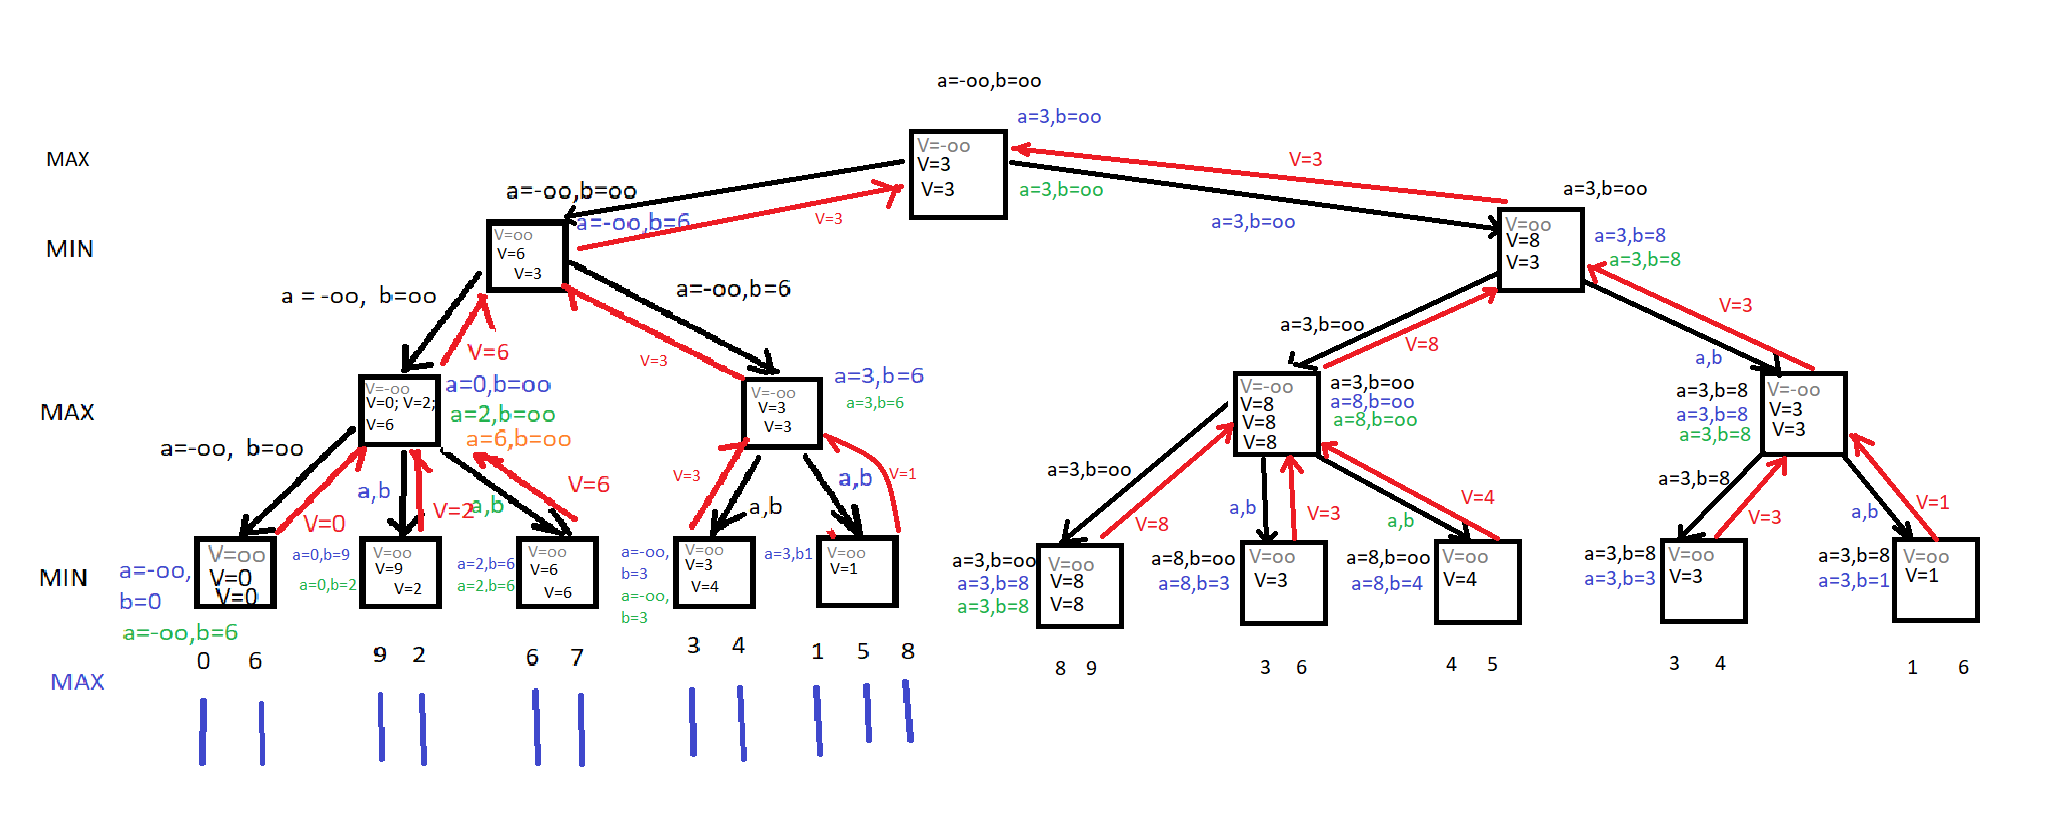 a=-oo,b=oo
a=3,b=oo
MAX
V=-oo
V=3
V=3
V=3
a=3,b=oo
a=-oo,b=oo
a=3,b=oo
a=-oo,b=6
V=3
a=3,b=oo
MIN
V=oo
V=6
V=3
V=oo
V=8
V=3
a=3,b=8
a=3,b=8
a = -oo, b=oo
a=-oo,b=6
V=3
a=3,b=oo
V=6
V=3
V=8
a,b
MAX
V=-oo
V=0; V=2;
V=6
a=0,b=oo
a=2,b=oo
a=6,b=oo
V=-oo
V=3
V=3
a=3,b=6
a=3,b=6
V=-oo
V=8
V=8
V=8
a=3,b=oo
a=8,b=oo
a=8,b=oo
a=3,b=8
a=3,b=8
a=3,b=8
V=-oo
V=3
V=3
a=-oo, b=oo
V=0
a,b
V=2
a,b
V=6
V=3
a,b
a,b
V=1
a=3,b=oo
V=8
a,b
V=3
a,b
V=4
a=3,b=8
V=3
a,b
V=1
MIN
a=-oo,
b=0
a=-oo,b=6
V=oo
V=0
V=0
a=0,b=9
a=0,b=2
V=oo
V=9
V=2
a=2,b=6
a=2,b=6
V=oo
V=6
V=6
a=-oo,
b=3
a=-oo,
b=3
V=oo
V=3
V=4
a=3,b1
V=oo
V=1
a=3,b=oo
a=3,b=8
a=3,b=8
V=oo
V=8
V=8
a=8,b=oo
a=8,b=3
V=oo
V=3
a=8,b=oo
a=8,b=4
V=oo
V=4
a=3,b=8
a=3,b=3
V=oo
V=3
a=3,b=8
a=3,b=1
V=oo
V=1
0 6 9 2 6 7 3 4 1 5 8 8 9 3 6 4 5 3 4 1 6
MAX